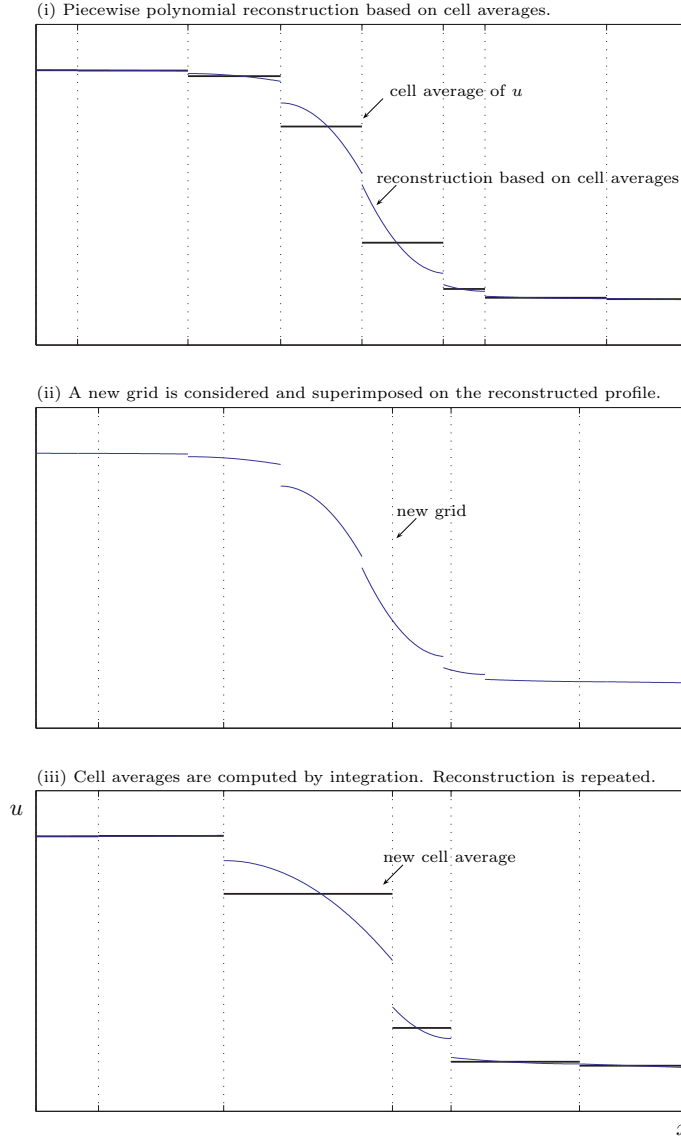 (i) Piecewise polynomial reconstruction based on cell averages.
cell average of u
reconstruction based on cell averages
(ii) A new grid is considered and superimposed on the reconstructed profile.
new grid
(iii) Cell averages are computed by integration. Reconstruction is repeated.
u
new cell average
x